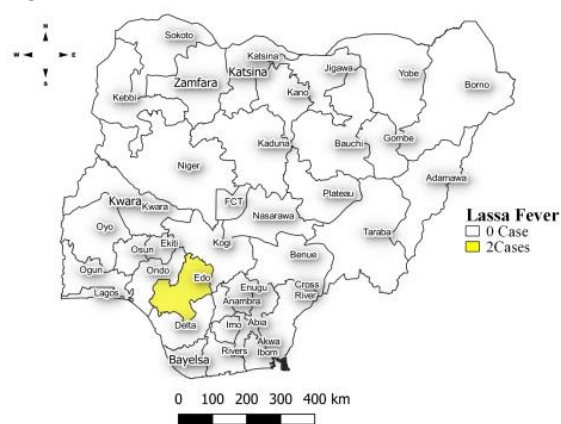 N
W E
S
Sokoto
Katsina
Katsina
Jigawa
Yobe
Borno
Zamfara
Kebbi
Kano
Kaduna
Bauchi
Gombe
Adamawa
Niger
Plateau
FCT
Kwara
Kwara
Nasarawa
Taraba
Oyo
Osun
Ekiti
Kogi
Benue
Ogun
Ondo
Edo
Lagos
Enugu
Anambra
Cross
River
Delta
Imo
Abia
Bayelsa
Rivers
Akwa
Ibom
Lassa Fever
0 Case
2Cases
0 100 200 300 400 km